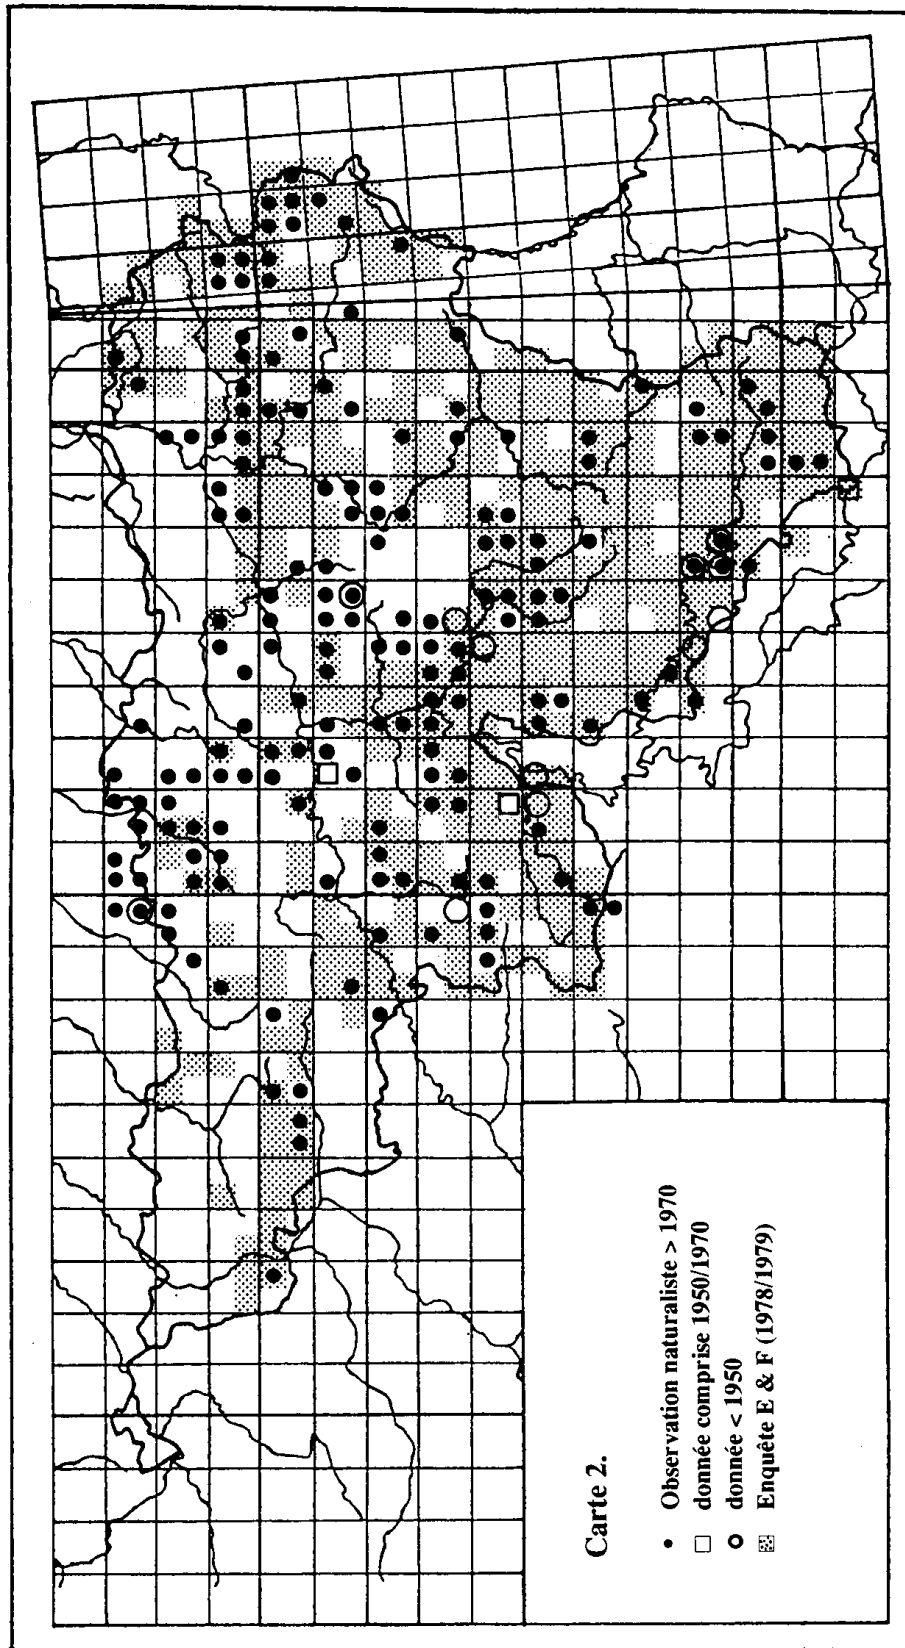 Carte 2.
● Observation naturaliste > 1970
□ donnée comprise 1950/1970
○ donnée < 1950
▒ Enquête E & F (1978/1979)